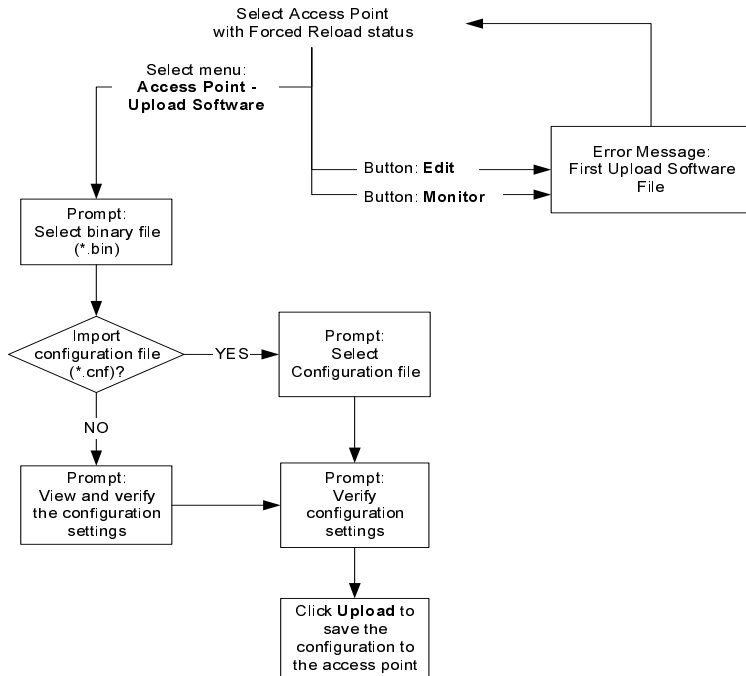 Select Access Point
with Forced Reload status
Select menu:
Access Point -
Upload Software
Button: Edit
Button: Monitor
Error Message:
First Upload Software
File
Prompt:
Select binary file
(*.bin)
Import
configuration file
(*.cnf)?
YES
Prompt:
Select
Configuration file
NO
Prompt:
View and verify
the configuration
settings
Prompt:
Verify
configuration
settings
Click Upload to
save the
configuration to
the access point